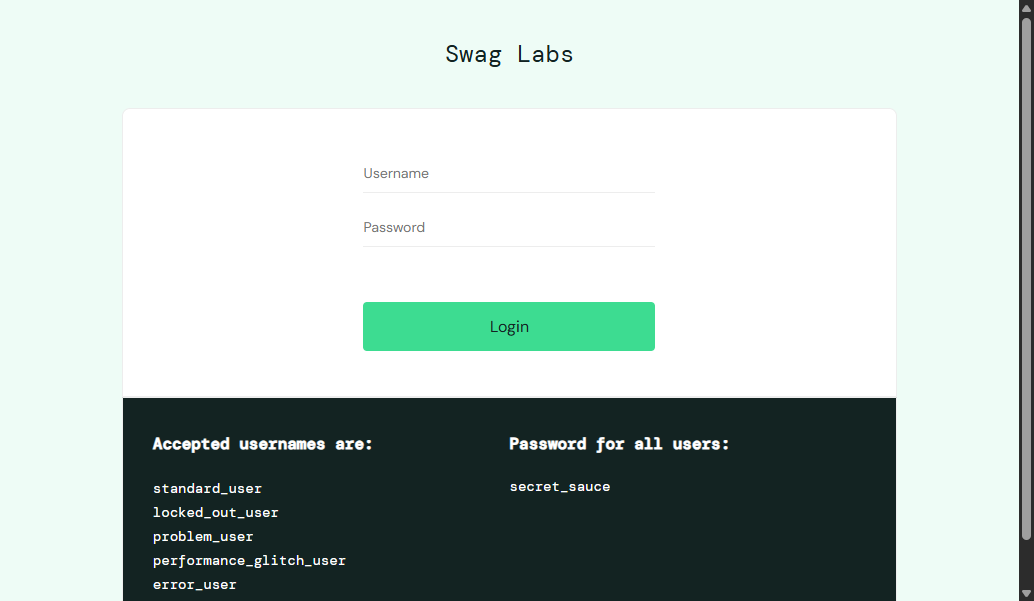 Swag Labs
Username
Password
Login
Accepted usernames are:
standard_user
locked_out_user
problem_user
performance_glitch_user
error_user
Password for all users:
secret_sauce